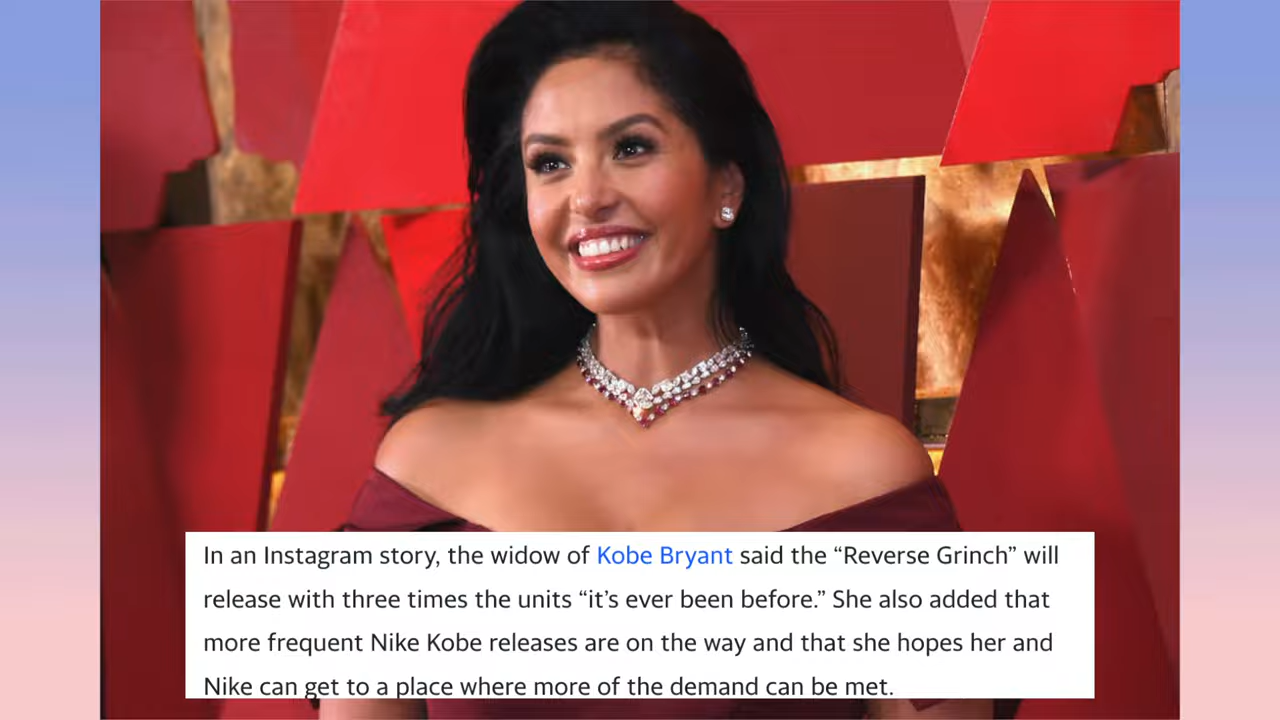 In an Instagram story, the widow of Kobe Bryant said the “Reverse Grinch” will
release with three times the units “it’s ever been before.” She also added that
more frequent Nike Kobe releases are on the way and that she hopes her and
Nike can get to a place where more of the demand can be met.